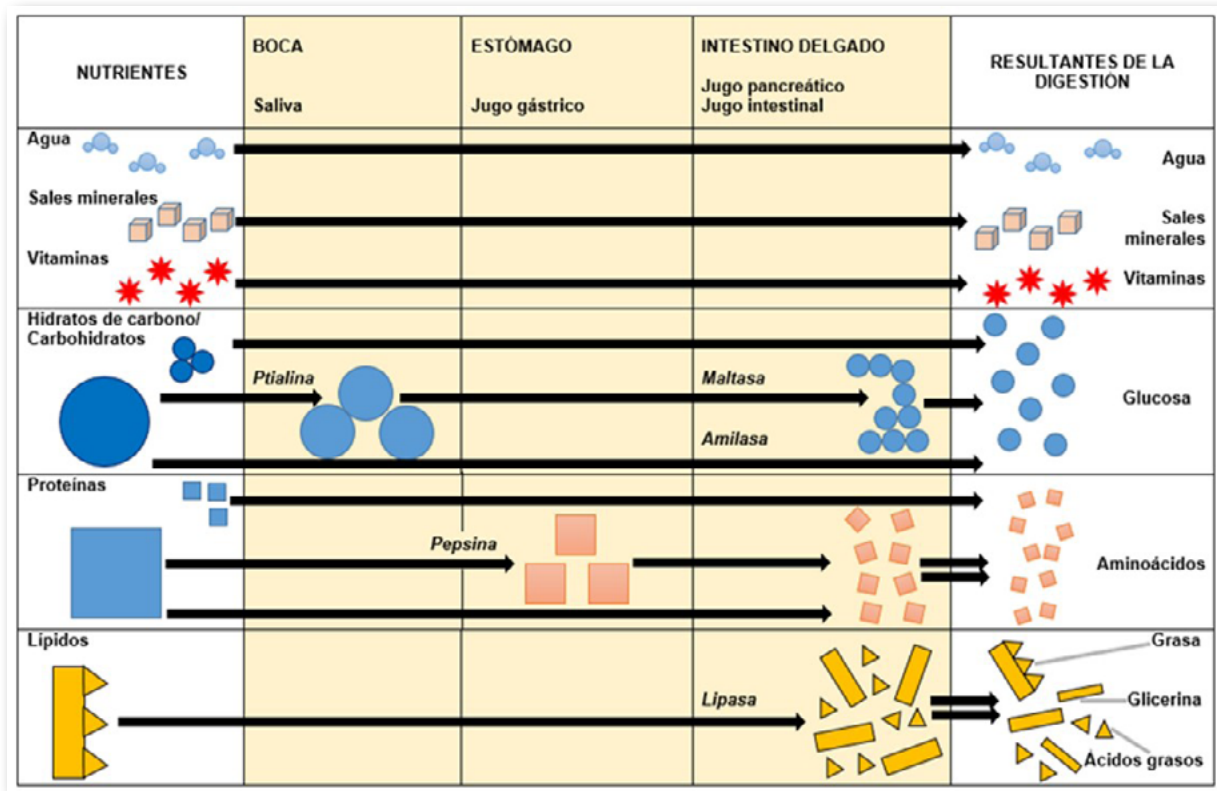 NUTRIENTES
BOCA
Saliva
ESTÓMAGO
Jugo gástrico
INTESTINO DELGADO
Jugo pancreático
Jugo intestinal
RESULTANTES DE LA
DIGESTIÓN
Agua
Agua
Sales minerales
Sales
minerales
Vitaminas
Vitaminas
Hidratos de carbono/
Carbohidratos
Ptialina
Maltasa
Amilasa
Glucosa
Proteínas
Pepsina
Aminoácidos
Lípidos
Lipasa
Grasa
Glicerina
Ácidos grasos